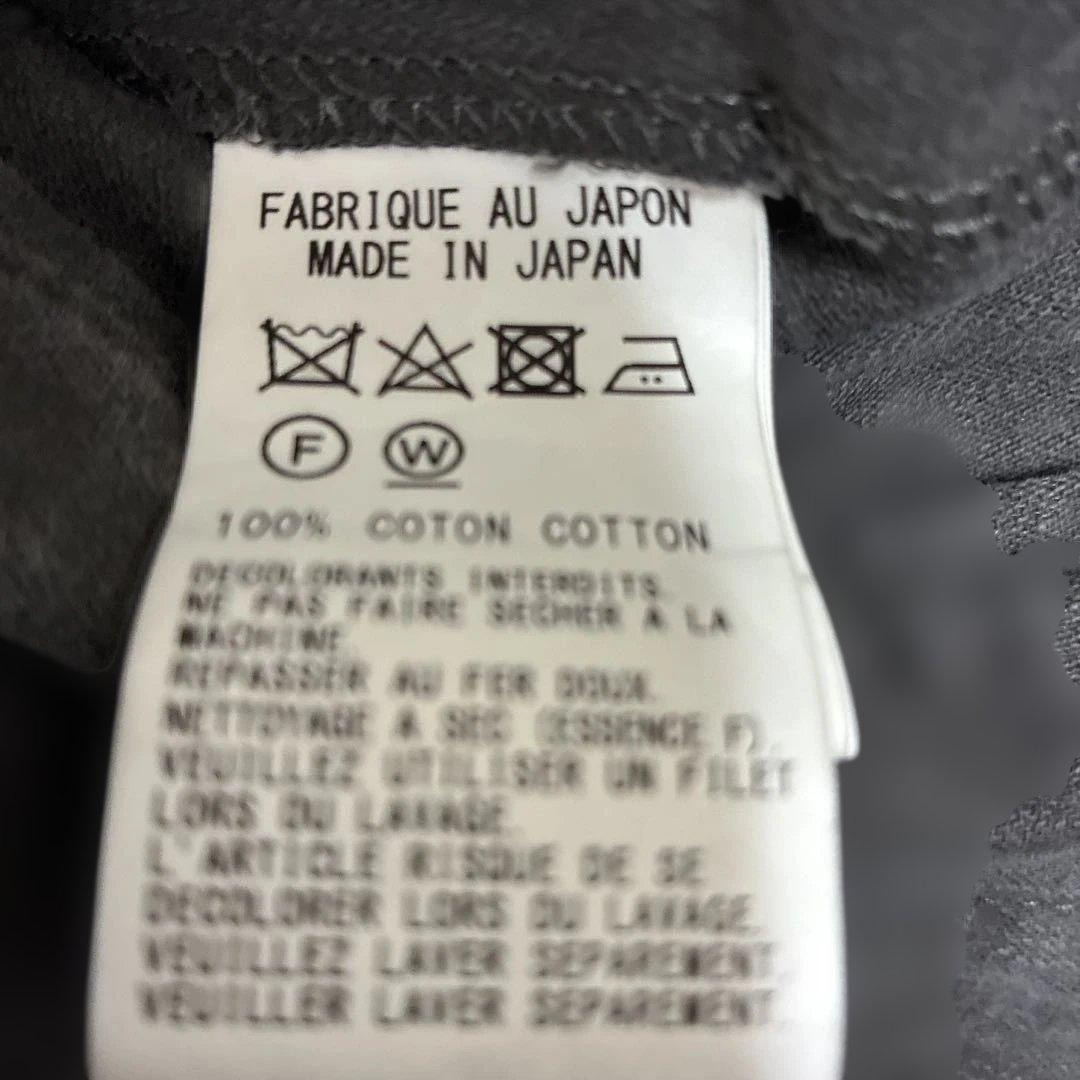 FABRIQUE AU JAPON
MADE IN JAPAN
F W
100% COTON COTTON
DECOLORANTS INTERDITS.
NE PAS FAIRE SECHER A LA
MACHINE.
REPASSER AU FER DOUX.
NETTOYAGE A SEC (ESSENCE F).
VEUILLEZ UTILISER UN FILET
LORS DU LAVAGE.
L'ARTICLE RISQUE DE SE
DECOLORER LORS DU LAVAGE.
VEUILLEZ LAVER SEPAREMENT.
VEUILLER LAVER SEPAREMENT.